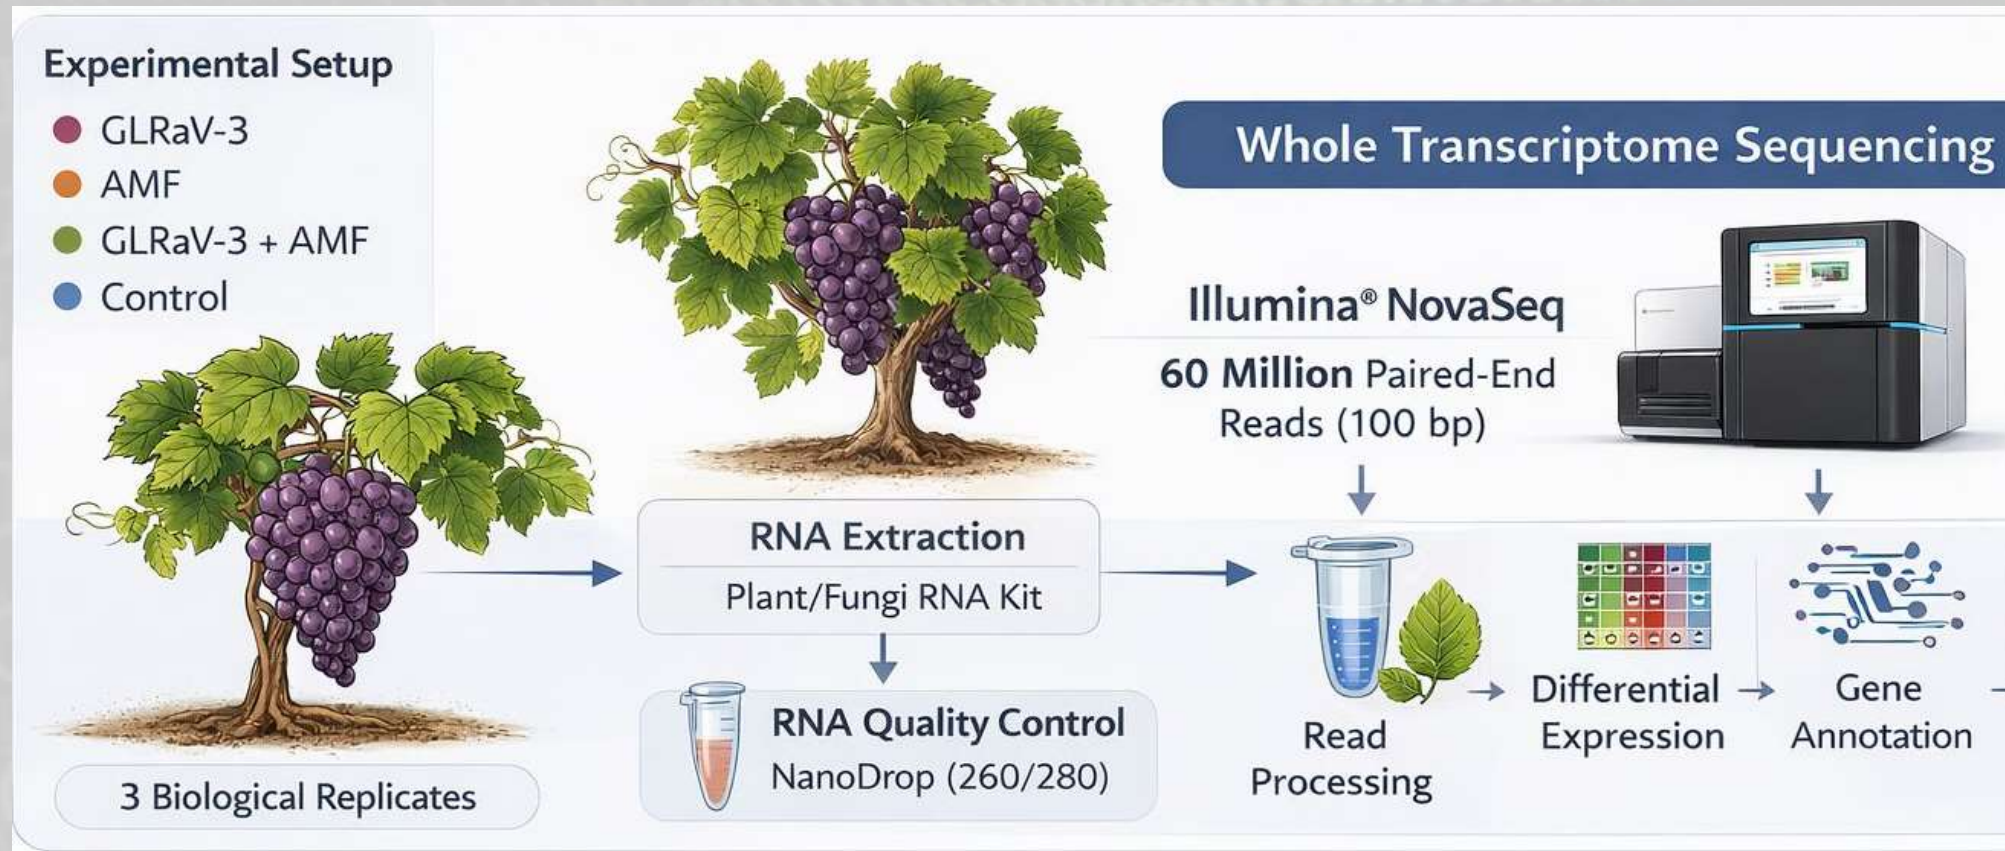 Experimental Setup
GLRaV-3
AMF
GLRaV-3 + AMF
Control
3 Biological Replicates
RNA Extraction
Plant/Fungi RNA Kit
RNA Quality Control
NanoDrop (260/280)
Whole Transcriptome Sequencing
Illumina® NovaSeq
60 Million Paired-End
Reads (100 bp)
Read
Processing
Differential
Expression
Gene
Annotation